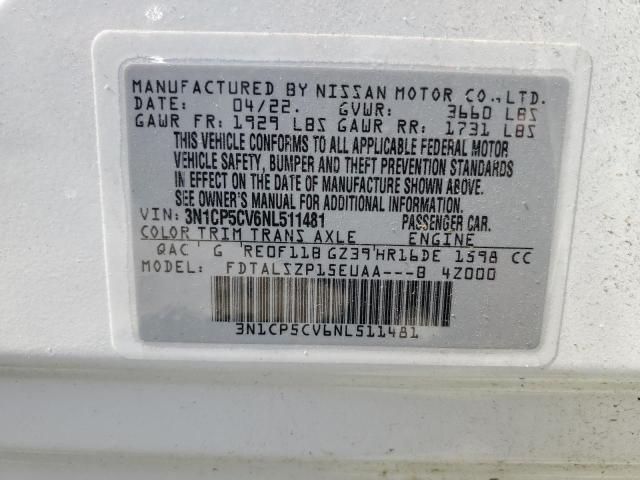 MANUFACTURED BY NISSAN MOTOR CO.,LTD.
DATE: 04/22. GVWR: 3660 LBS
GAWR FR: 1929 LBS GAWR RR: 1731 LBS
THIS VEHICLE CONFORMS TO ALL APPLICABLE FEDERAL MOTOR
VEHICLE SAFETY, BUMPER AND THEFT PREVENTION STANDARDS
IN EFFECT ON THE DATE OF MANUFACTURE SHOWN ABOVE.
SEE OWNER'S MANUAL FOR ADDITIONAL INFORMATION.
VIN: 3N1CP5CV6NL511481 PASSENGER CAR.
COLOR TRIM TRANS AXLE ENGINE
QAC G RE0F11B GZ39 HR16DE 1598 CC
MODEL: FDTALSZP15EUAA---B 4Z000
3N1CP5CV6NL511481